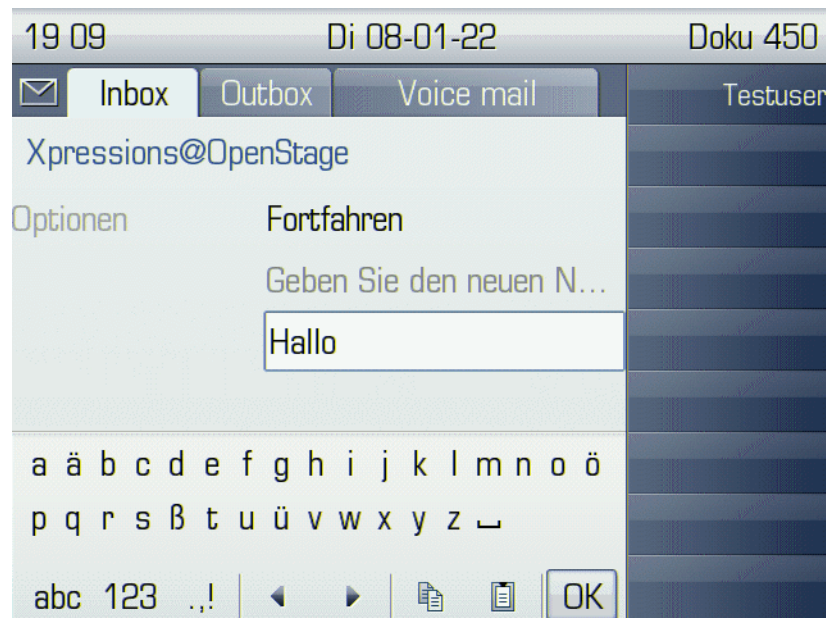 19 09 Di 08-01-22 Doku 450
Inbox Outbox Voice mail Testuser
Xpressions@OpenStage
Optionen Fortfahren
Geben Sie den neuen N...
Hallo
a ä b c d e f g h i j k l m n o ö
p q r s ß t u ü v w x y z ⎵
abc 123 .,! OK